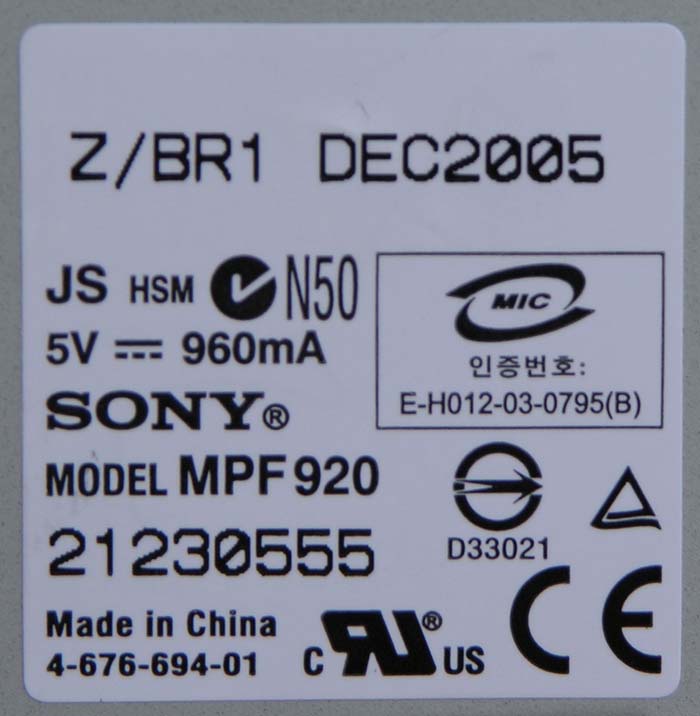 Z/BR1 DEC2005
JS HSM N50
5V 960mA
MIC
인증번호:
E-H012-03-0795(B)
SONY®
MODEL MPF920
D33021
21230555
Made in China
4-676-694-01
C RU® US
CE